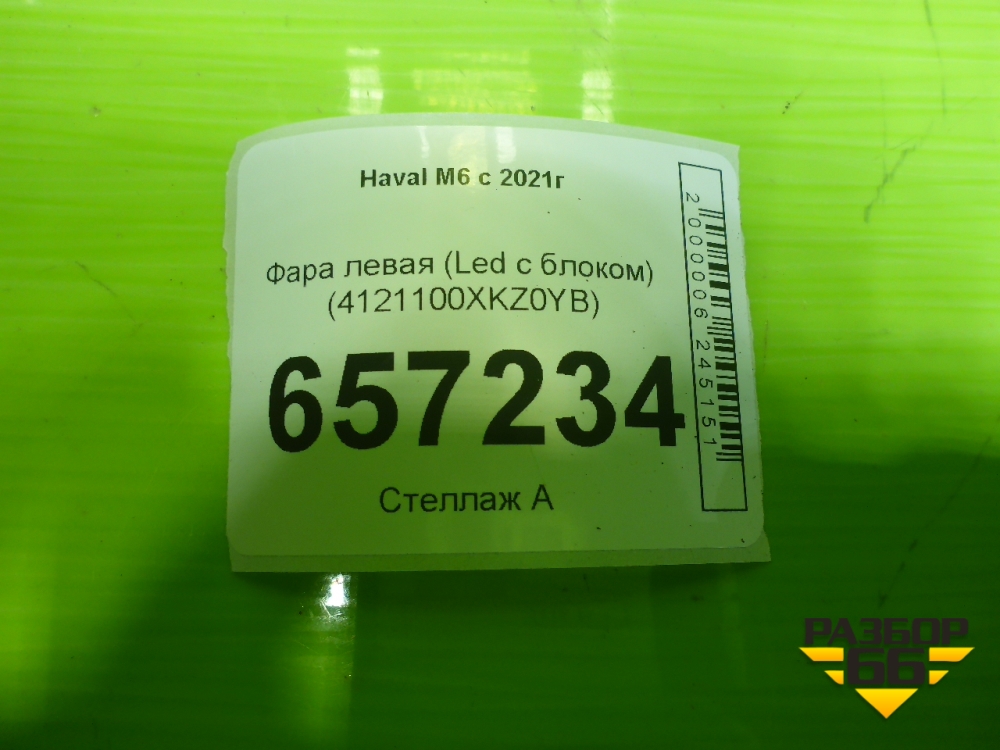 Haval M6 с 2021г
Фара левая (Led с блоком)
(4121100XKZ0YB)
657234
Стеллаж А
2000006245151
РАЗБОР
66